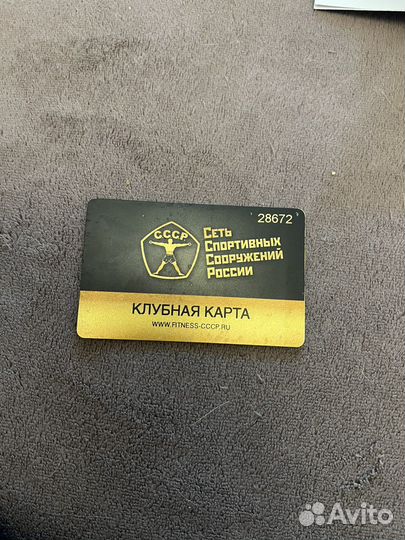 28672
СССР
Сеть
Спортивных
Сооружений
России
КЛУБНАЯ КАРТА
WWW.FITNESS-CCCP.RU
Avito